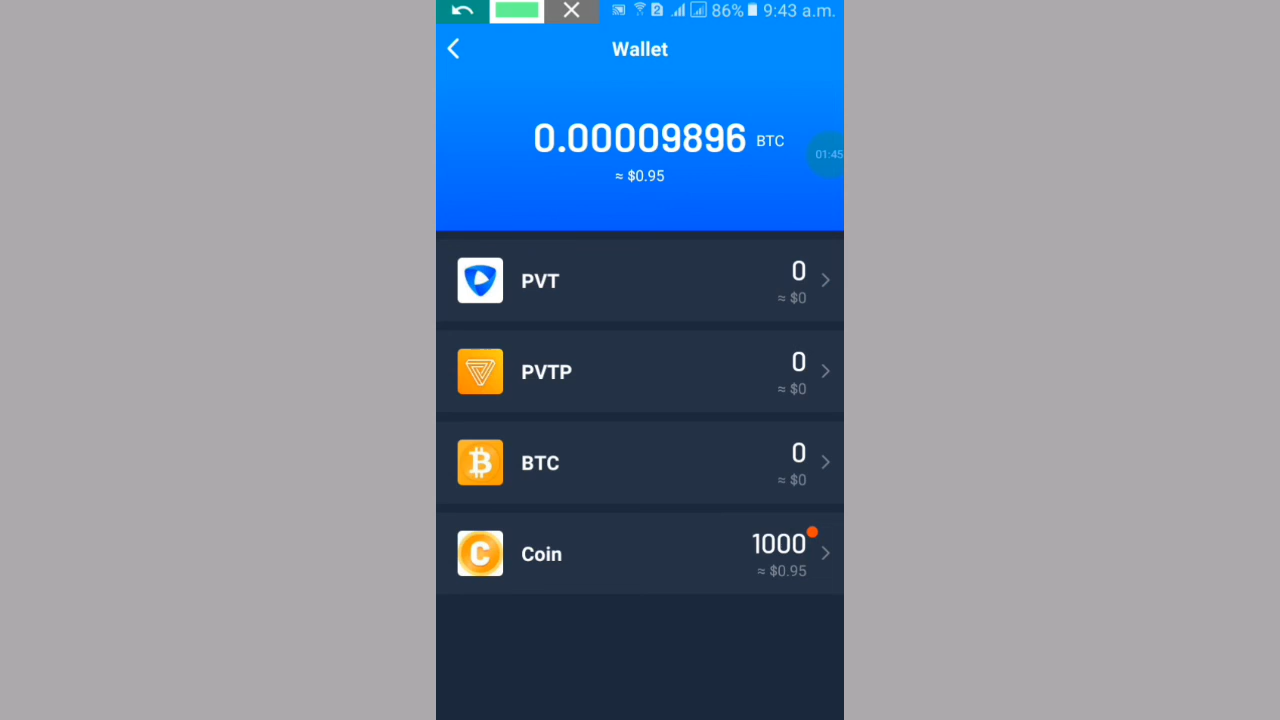 2 86% 9:43 a.m.
Wallet
0.00009896 BTC
01:45
≈ $0.95
PVT 0
≈ $0
PVTP 0
≈ $0
BTC 0
≈ $0
Coin 1000
≈ $0.95